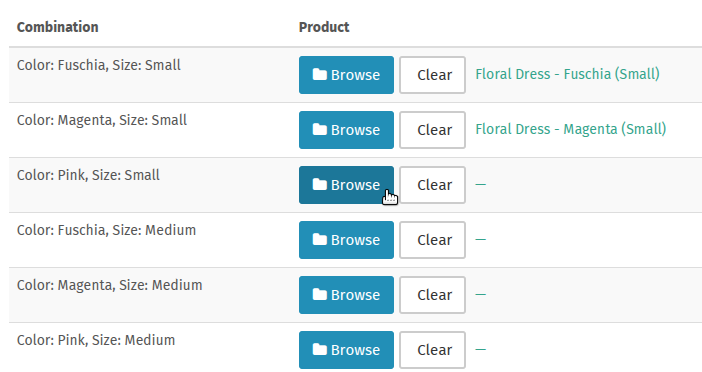 Combination Product
Color: Fuschia, Size: Small Browse Clear Floral Dress - Fuschia (Small)
Color: Magenta, Size: Small Browse Clear Floral Dress - Magenta (Small)
Color: Pink, Size: Small Browse Clear —
Color: Fuschia, Size: Medium Browse Clear —
Color: Magenta, Size: Medium Browse Clear —
Color: Pink, Size: Medium Browse Clear —